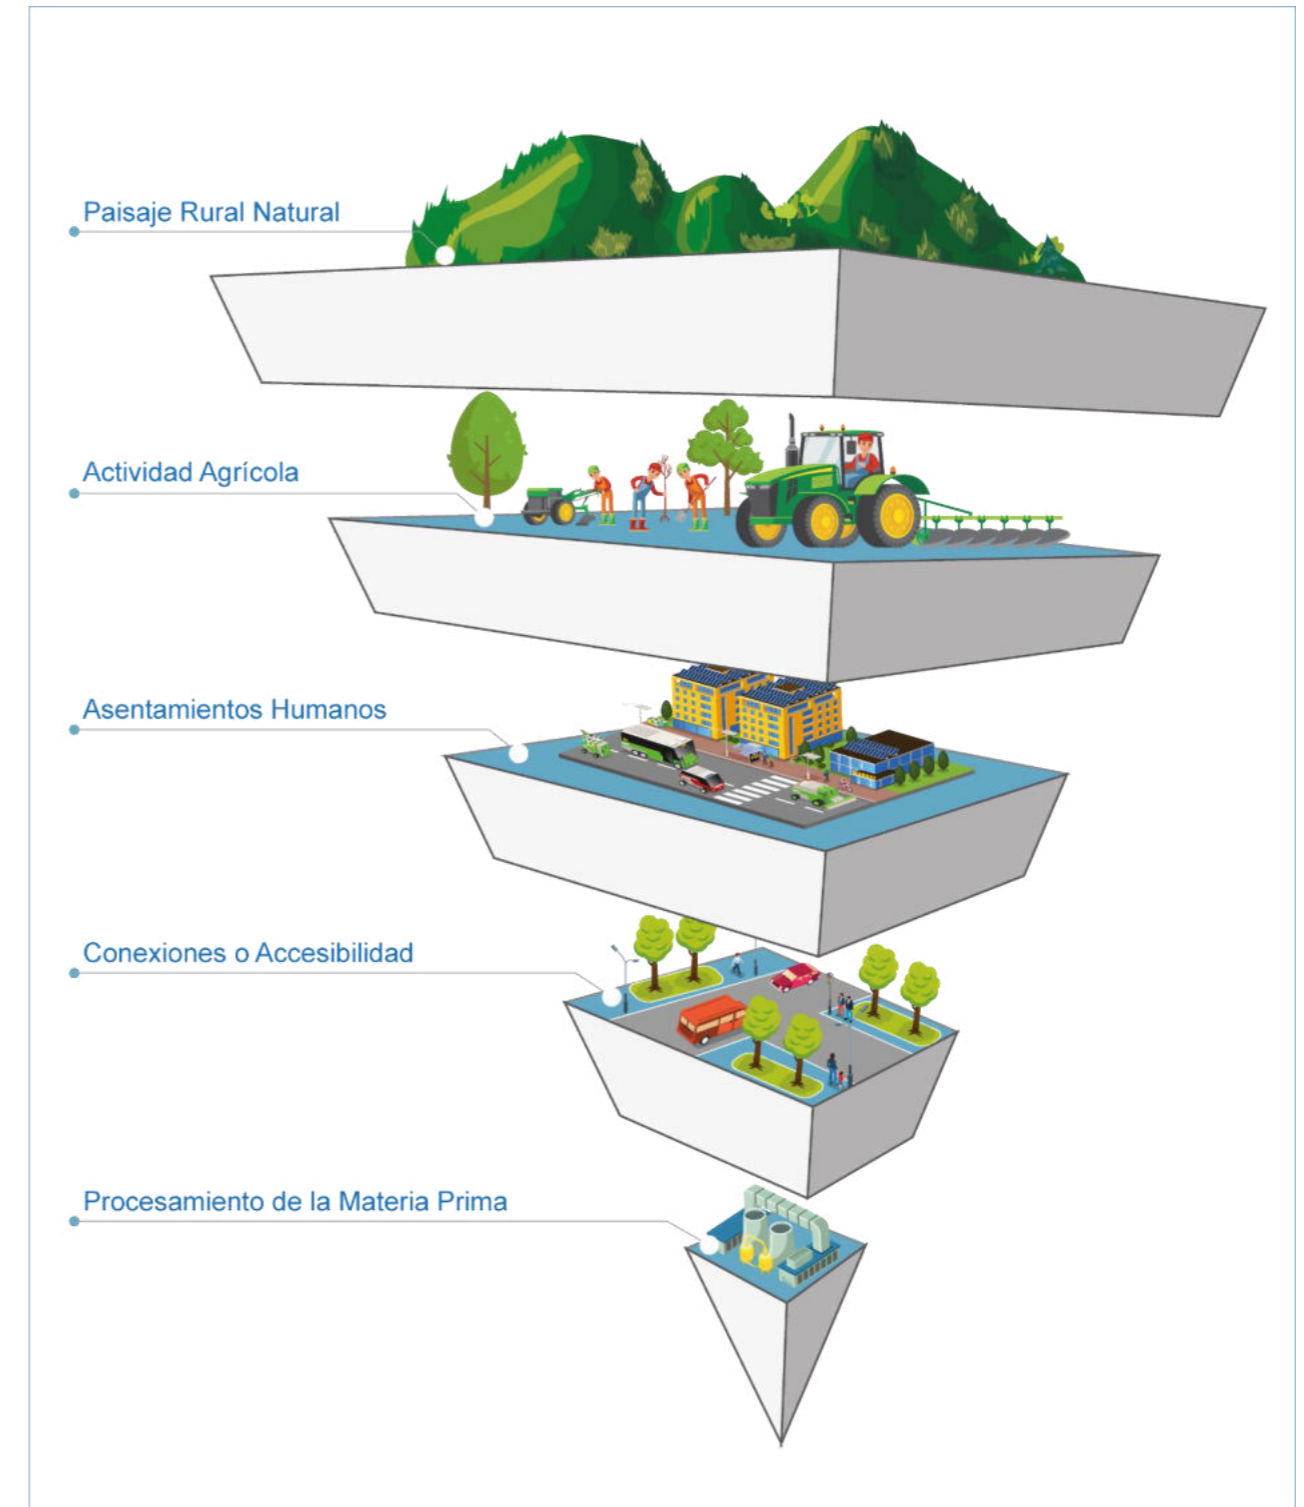 Paisaje Rural Natural
Actividad Agrícola
Asentamientos Humanos
Conexiones o Accesibilidad
Procesamiento de la Materia Prima